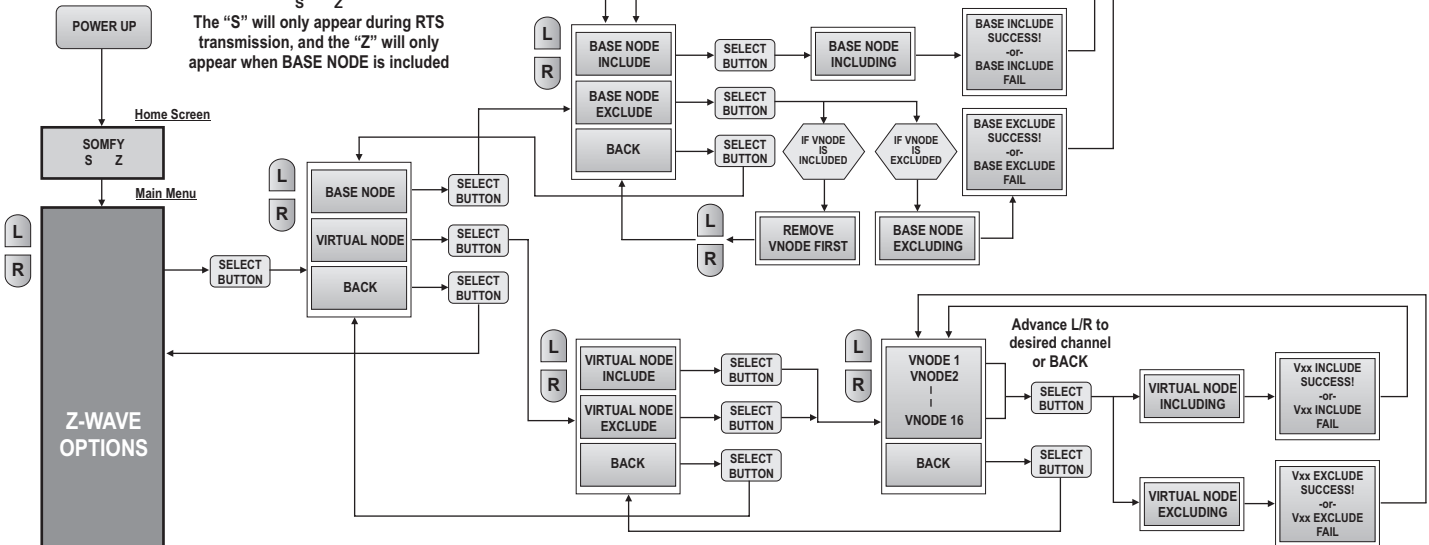 S Z
The “S” will only appear during RTS
transmission, and the “Z” will only
appear when BASE NODE is included
POWER UP
Home Screen
SOMFY
S Z
Main Menu
L
R
Z-WAVE
OPTIONS
SELECT
BUTTON
L
R
BASE NODE
VIRTUAL NODE
BACK
SELECT
BUTTON
SELECT
BUTTON
SELECT
BUTTON
L
R
BASE NODE
INCLUDE
BASE NODE
EXCLUDE
BACK
SELECT
BUTTON
SELECT
BUTTON
SELECT
BUTTON
BASE NODE
INCLUDING
BASE INCLUDE
SUCCESS!
-or-
BASE INCLUDE
FAIL
IF VNODE
IS
INCLUDED
IF VNODE
IS
EXCLUDED
BASE EXCLUDE
SUCCESS!
-or-
BASE EXCLUDE
FAIL
L
R
REMOVE
VNODE FIRST
BASE NODE
EXCLUDING
L
R
VIRTUAL NODE
INCLUDE
VIRTUAL NODE
EXCLUDE
BACK
SELECT
BUTTON
SELECT
BUTTON
SELECT
BUTTON
L
R
VNODE 1
VNODE2
I
I
VNODE 16
BACK
Advance L/R to
desired channel
or BACK
SELECT
BUTTON
SELECT
BUTTON
VIRTUAL NODE
INCLUDING
Vxx INCLUDE
SUCCESS!
-or-
Vxx INCLUDE
FAIL
VIRTUAL NODE
EXCLUDING
Vxx EXCLUDE
SUCCESS!
-or-
Vxx EXCLUDE
FAIL